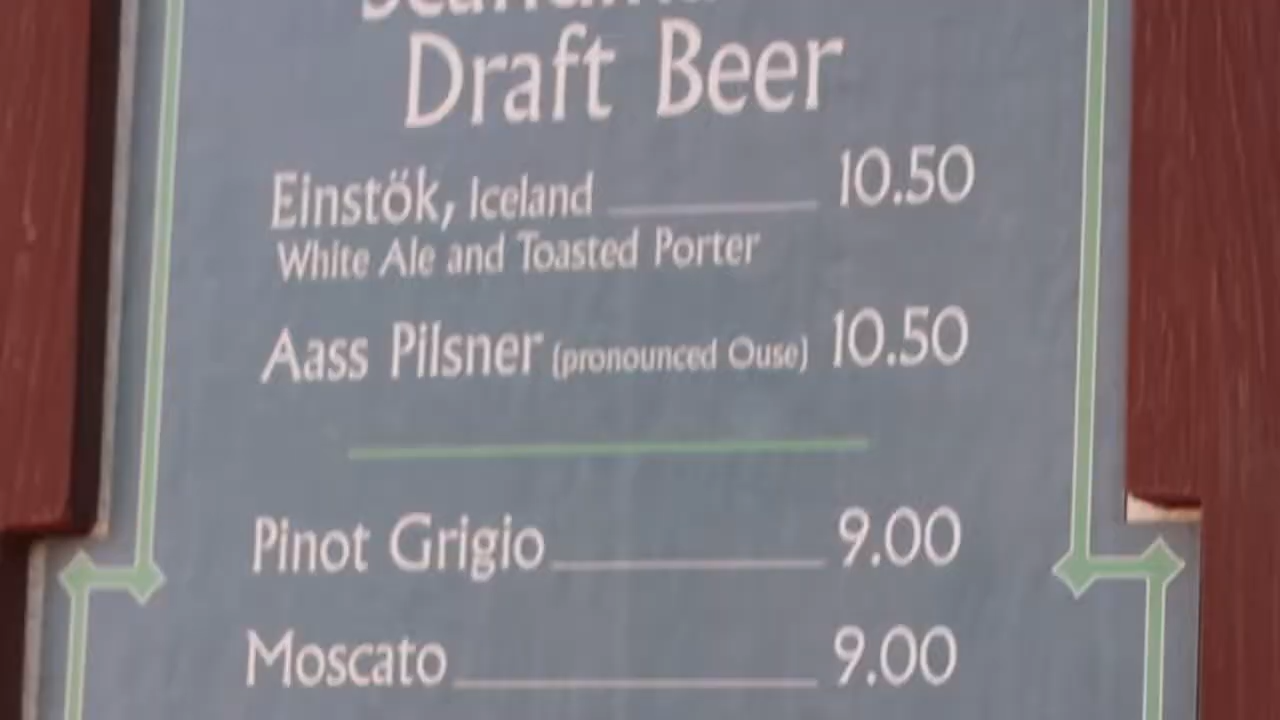 Draft Beer
Einstök, Iceland 10.50
White Ale and Toasted Porter
Aass Pilsner (pronounced Ouse) 10.50
Pinot Grigio 9.00
Moscato 9.00